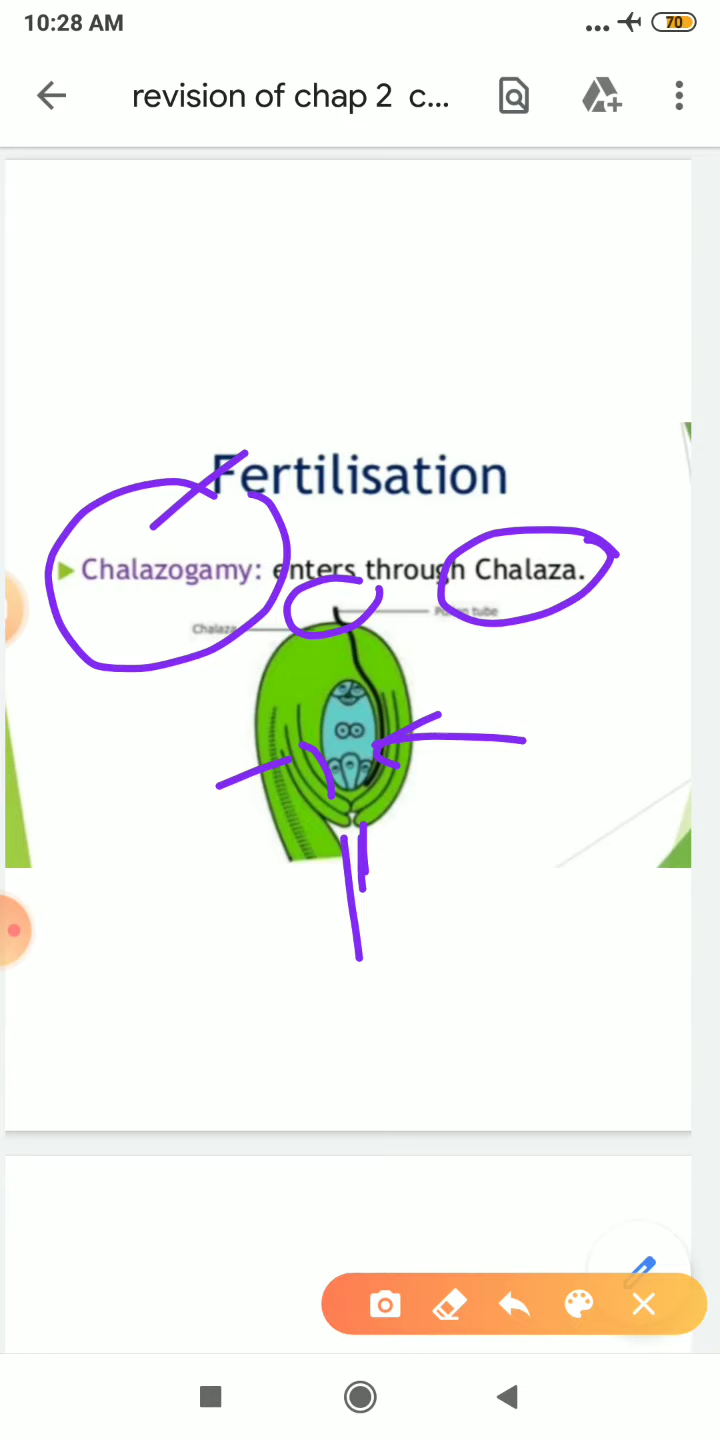 10:28 AM
70
revision of chap 2 c...
Fertilisation
Chalazogamy: enters through Chalaza.
Pollen tube
Chalaza